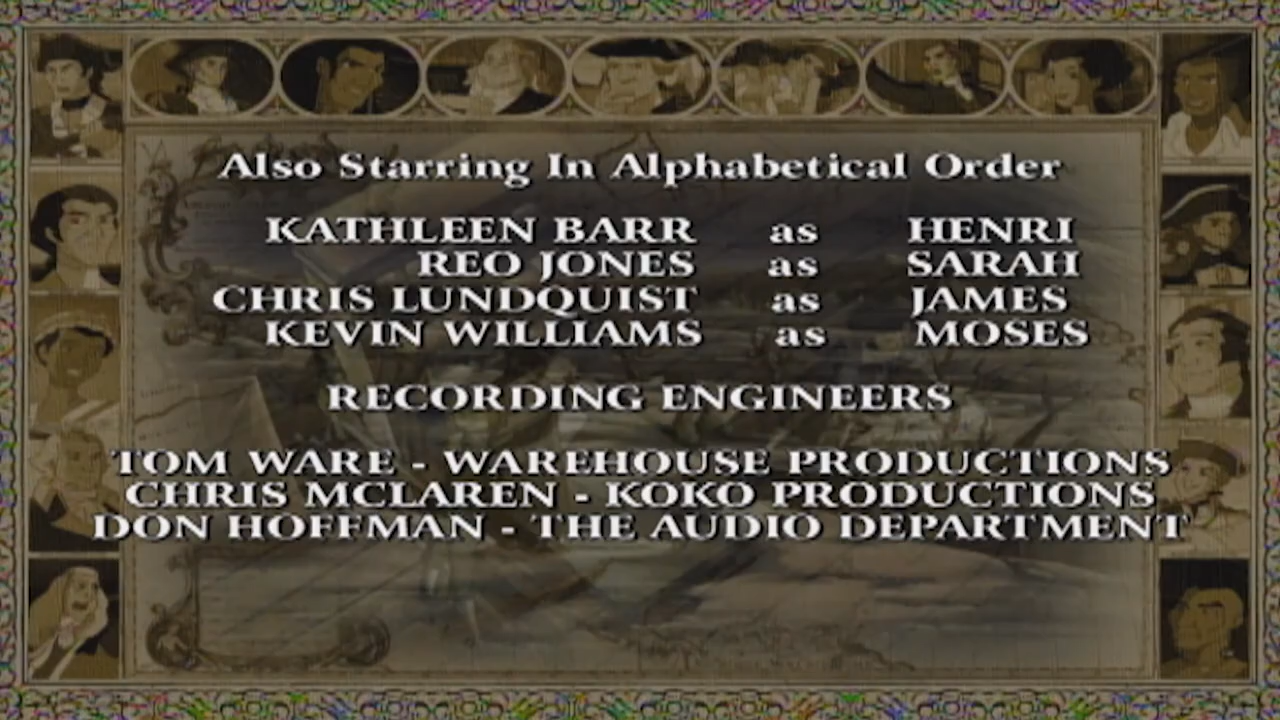 Also Starring In Alphabetical Order
KATHLEEN BARR as HENRI
REO JONES as SARAH
CHRIS LUNDQUIST as JAMES
KEVIN WILLIAMS as MOSES
RECORDING ENGINEERS
TOM WARE - WAREHOUSE PRODUCTIONS
CHRIS MCLAREN - KOKO PRODUCTIONS
DON HOFFMAN - THE AUDIO DEPARTMENT